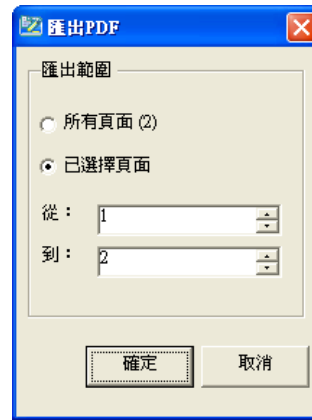 匯出PDF
匯出範圍
所有頁面 (2)
已選擇頁面
從： 1
到： 2
確定 取消